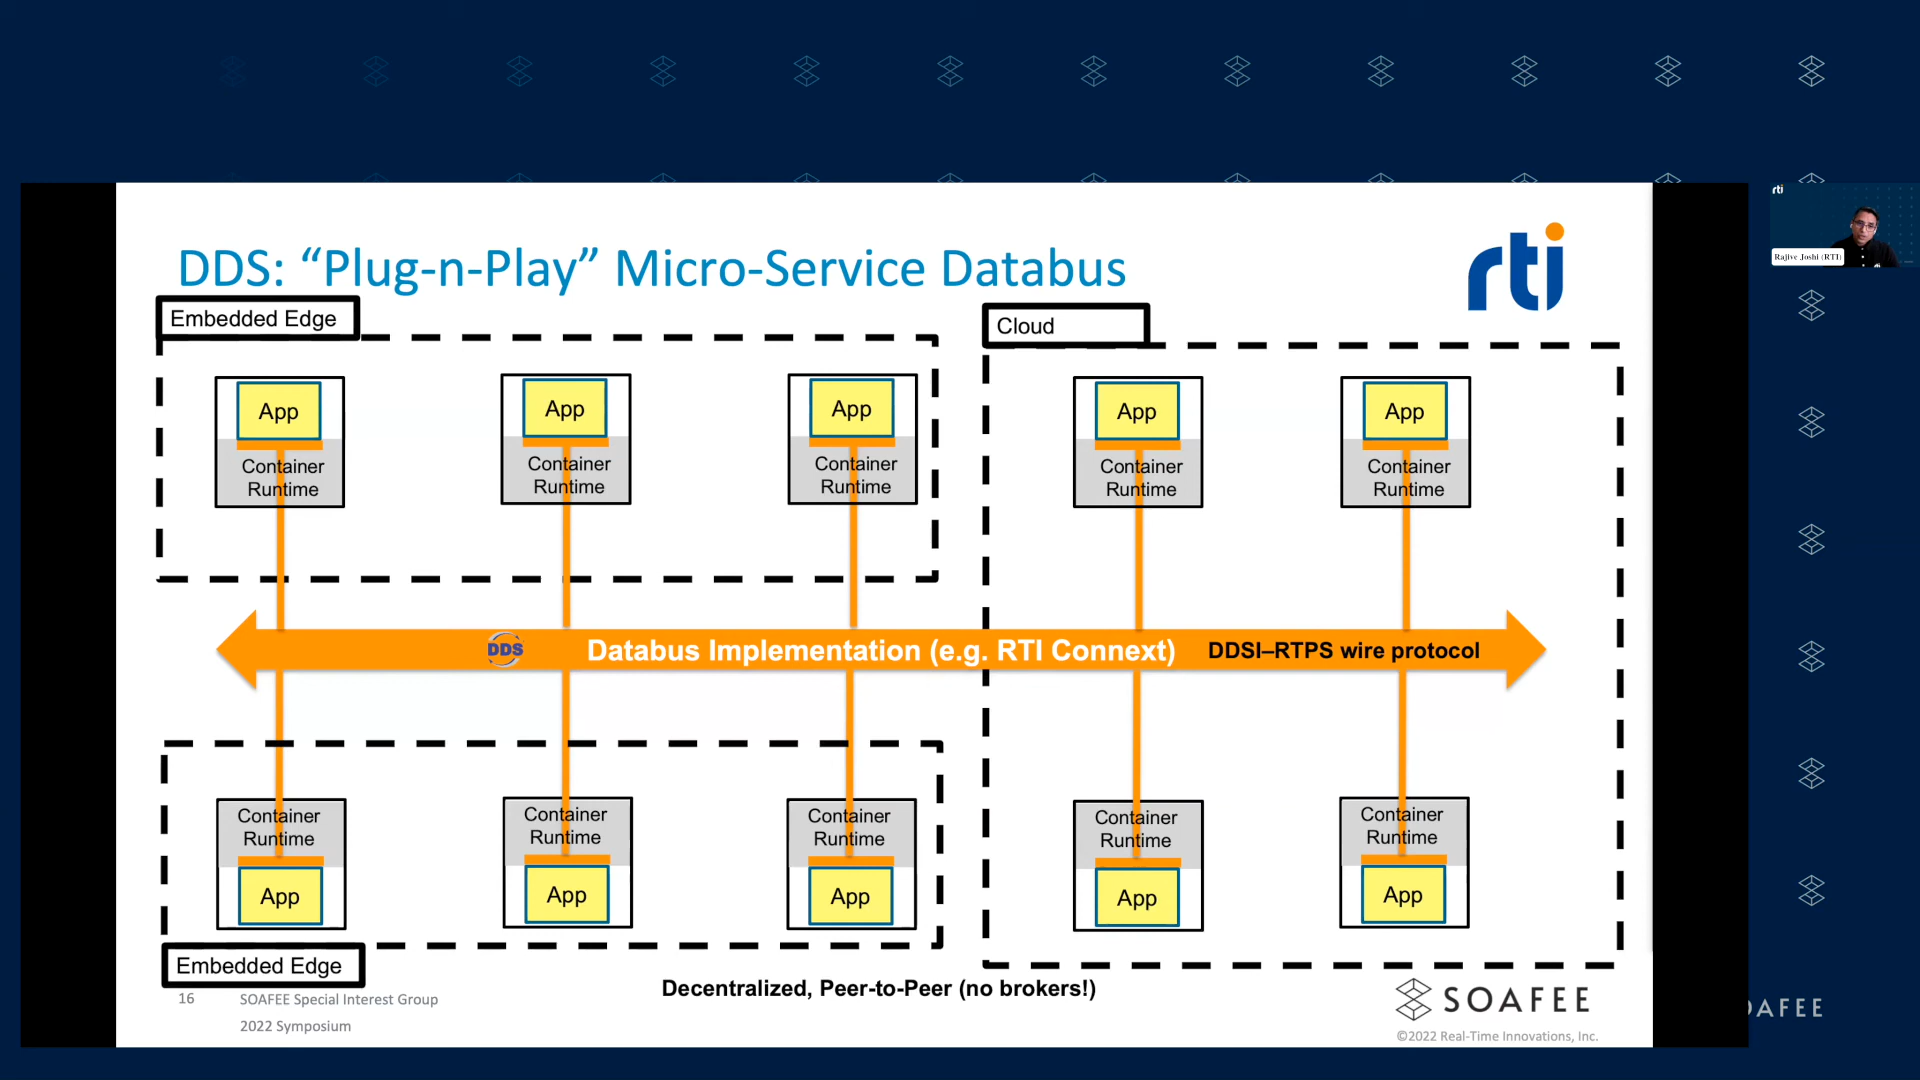 rti
Rajive Joshi (RTI)
DDS: “Plug-n-Play” Micro-Service Databus
rti
Embedded Edge
Cloud
App
App
App
App
App
Container
Runtime
Container
Runtime
Container
Runtime
Container
Runtime
Container
Runtime
DDS
Databus Implementation (e.g. RTI Connext)
DDSI–RTPS wire protocol
Container
Runtime
Container
Runtime
Container
Runtime
Container
Runtime
Container
Runtime
App
App
App
App
App
Embedded Edge
Decentralized, Peer-to-Peer (no brokers!)
16
SOAFEE Special Interest Group
2022 Symposium
SOAFEE
©2022 Real-Time Innovations, Inc.
OAFEE